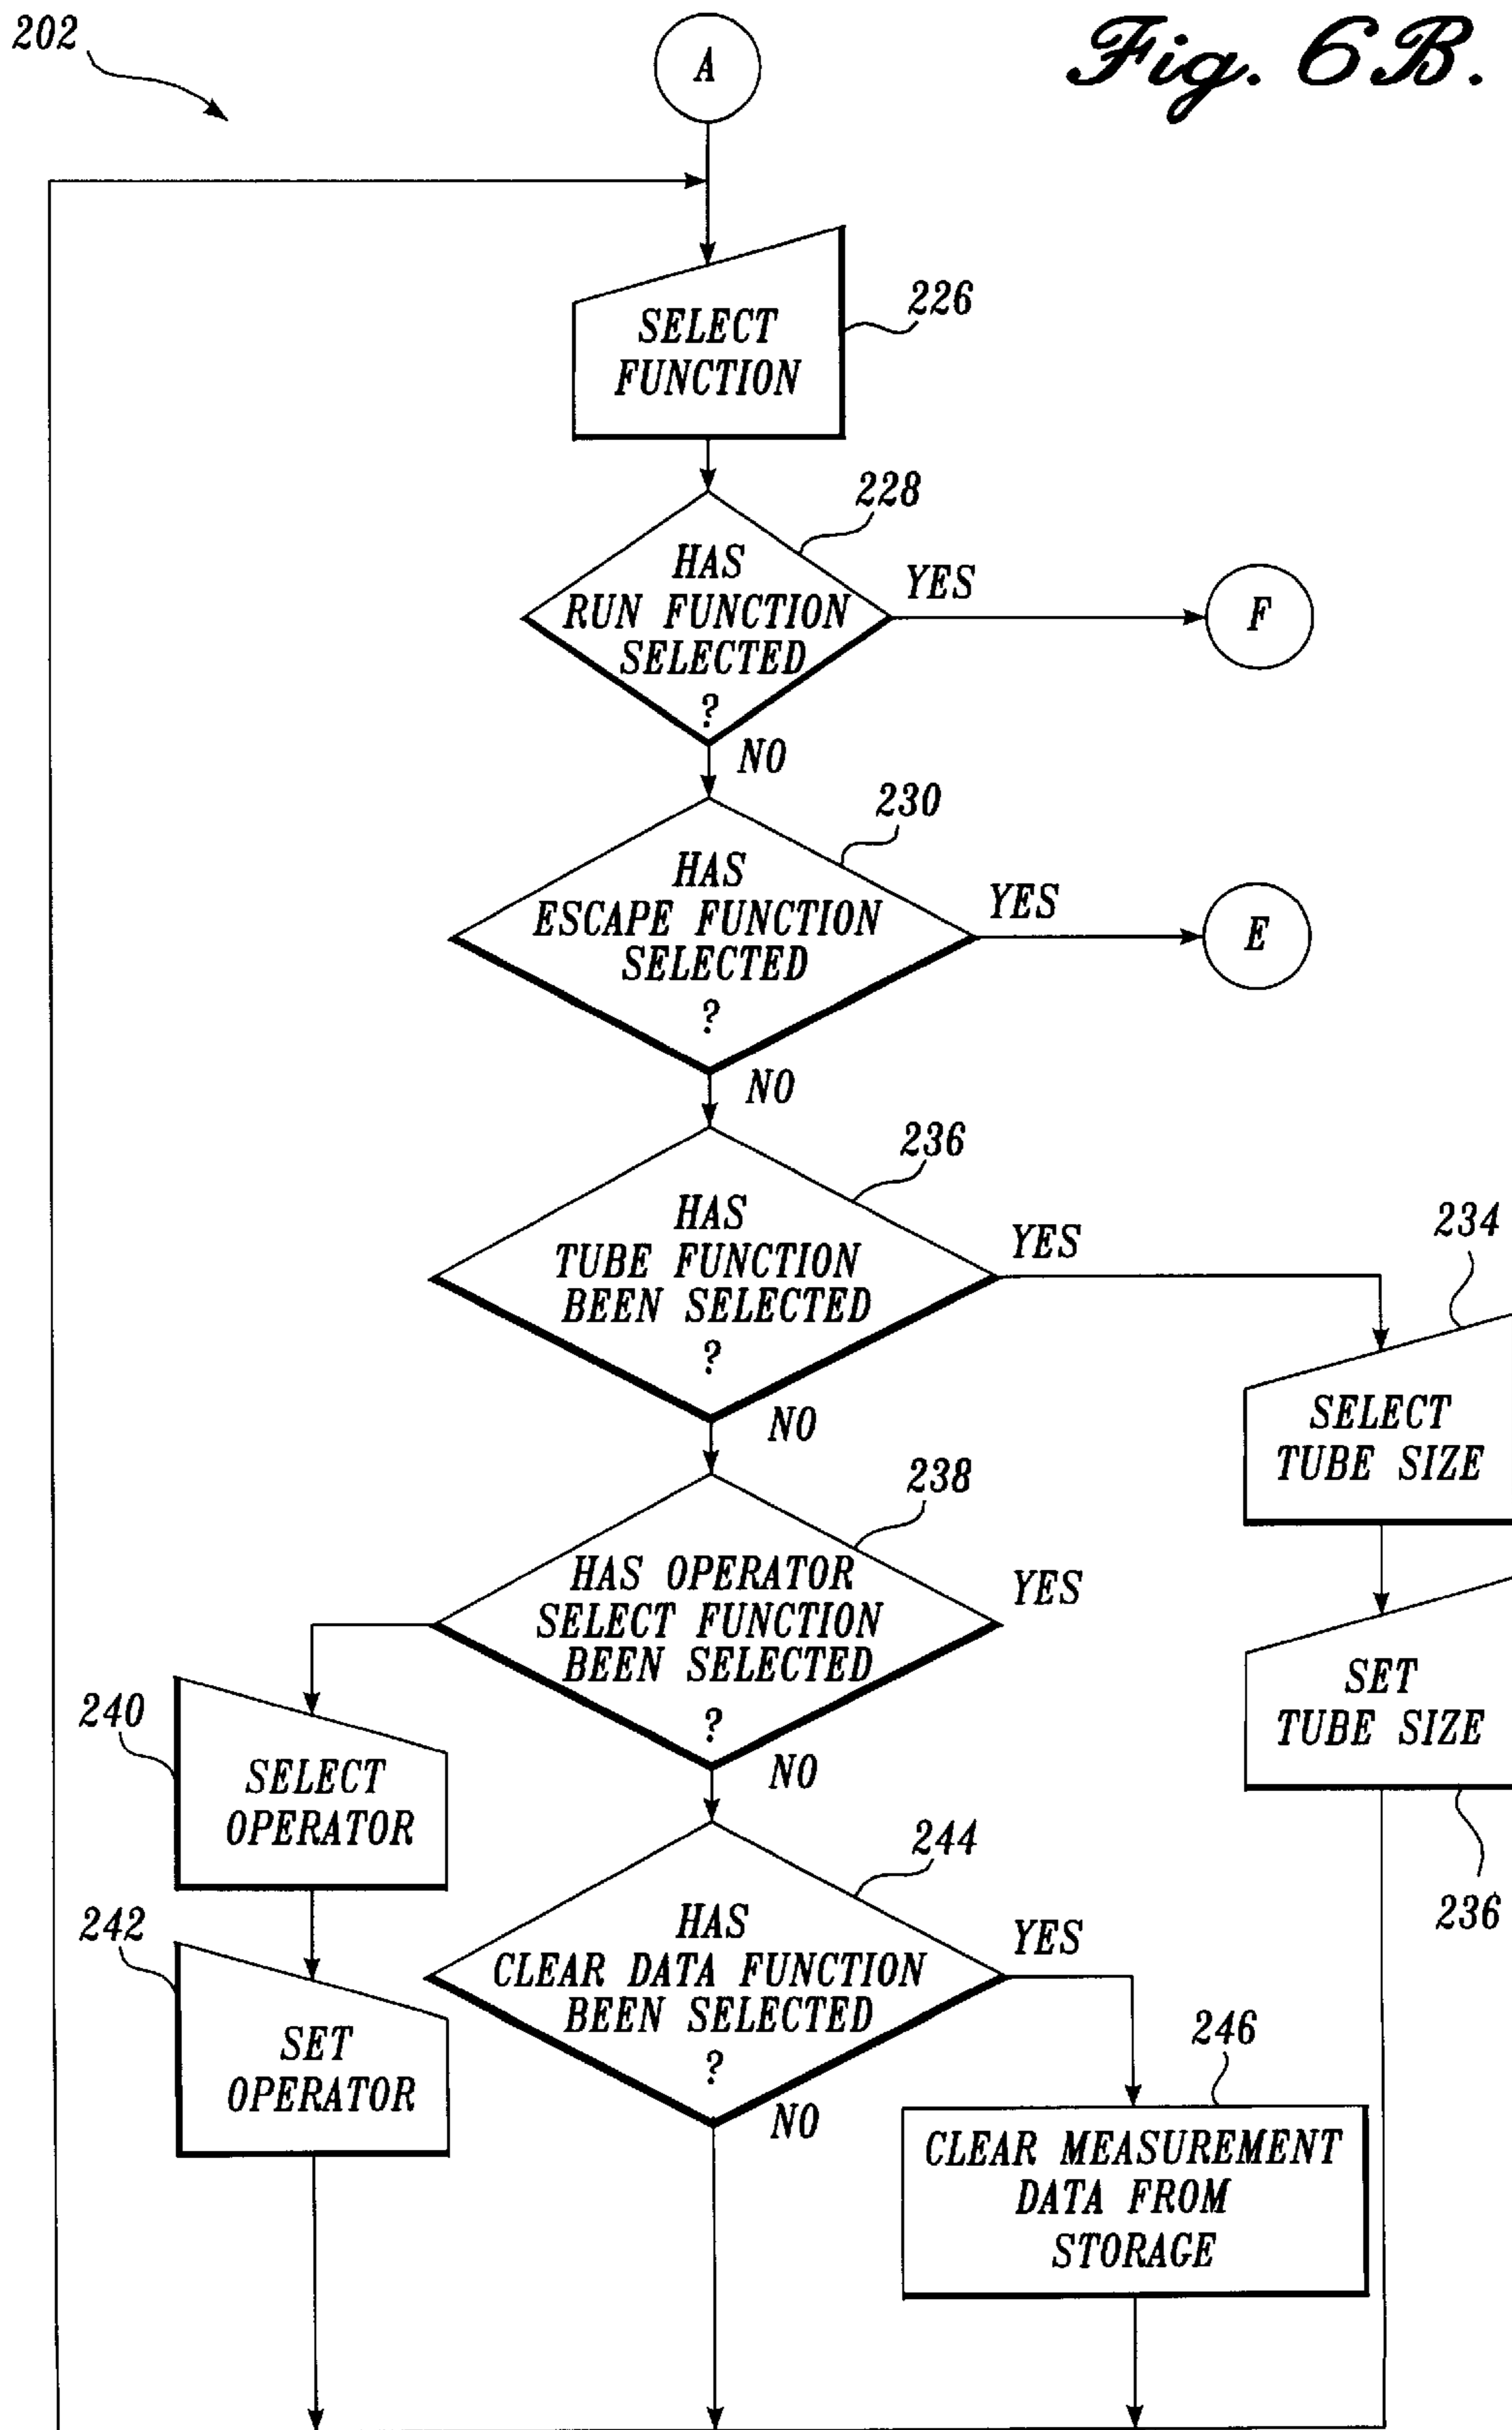 202
A
Fig. 6B.
226
SELECT
FUNCTION
228
HAS
RUN FUNCTION
SELECTED
?
YES
F
NO
230
HAS
ESCAPE FUNCTION
SELECTED
?
YES
E
NO
236
HAS
TUBE FUNCTION
BEEN SELECTED
?
YES
234
SELECT
TUBE SIZE
NO
238
HAS OPERATOR
SELECT FUNCTION
BEEN SELECTED
?
YES
SET
TUBE SIZE
236
240
SELECT
OPERATOR
NO
244
242
SET
OPERATOR
HAS
CLEAR DATA FUNCTION
BEEN SELECTED
?
YES
NO
246
CLEAR MEASUREMENT
DATA FROM
STORAGE